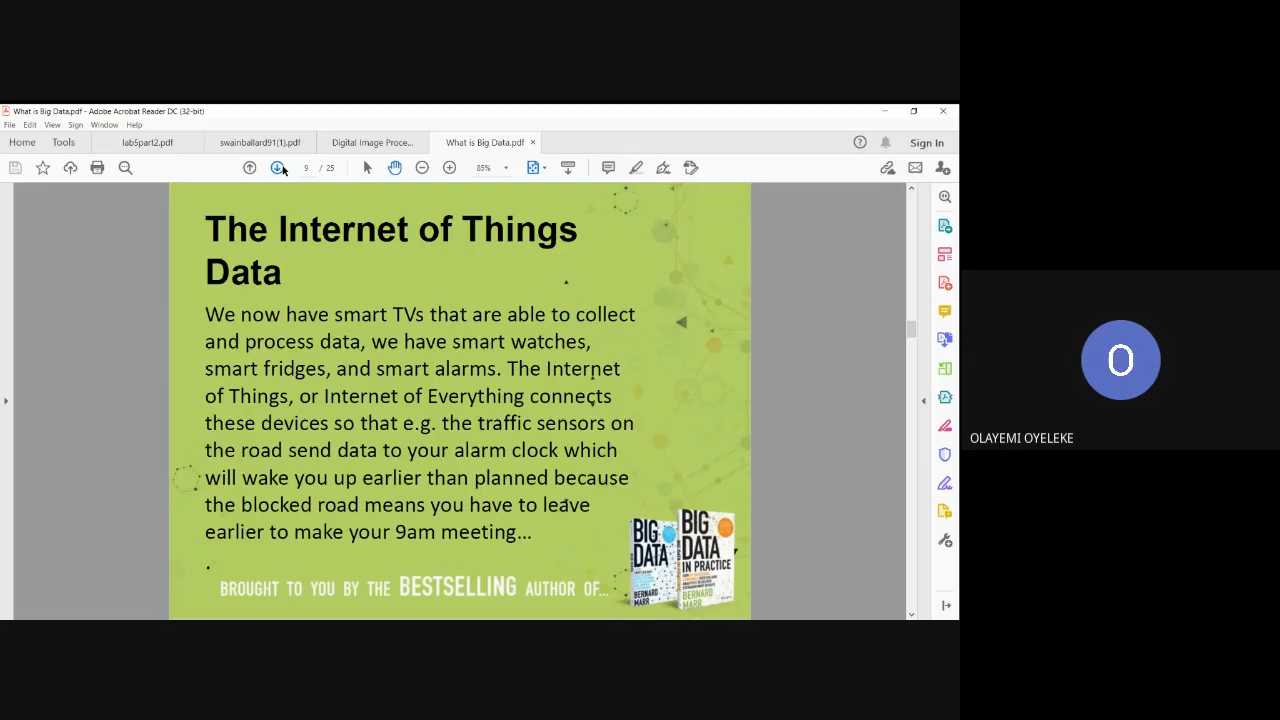 What is Big Data.pdf - Adobe Acrobat Reader DC (32-bit)
File Edit View Sign Window Help
Home Tools lab5part2.pdf swainballard91(1).pdf Digital Image Proce... What is Big Data.pdf × Sign In
9 / 25 85%
The Internet of Things
Data
We now have smart TVs that are able to collect
and process data, we have smart watches,
smart fridges, and smart alarms. The Internet
of Things, or Internet of Everything connects
these devices so that e.g. the traffic sensors on
the road send data to your alarm clock which
will wake you up earlier than planned because
the blocked road means you have to leave
earlier to make your 9am meeting...
.
BROUGHT TO YOU BY THE BESTSELLING AUTHOR OF...
BIG
DATA
BERNARD
MARR
BIG
DATA
IN PRACTICE
BERNARD
MARR
O
OLAYEMI OYELEKE